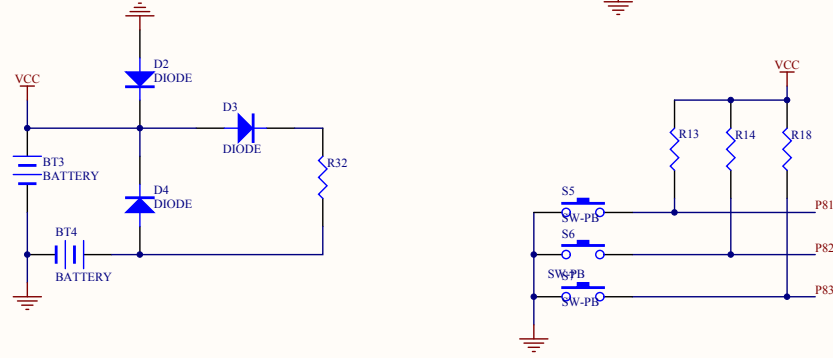 D2
DIODE
VCC
D3
DIODE
BT3
BATTERY
R32
D4
DIODE
BT4
BATTERY
VCC
R13
R14
R18
S5
SW-PB
P81
S6
SW-PB
P82
S7
SW-PB
P83